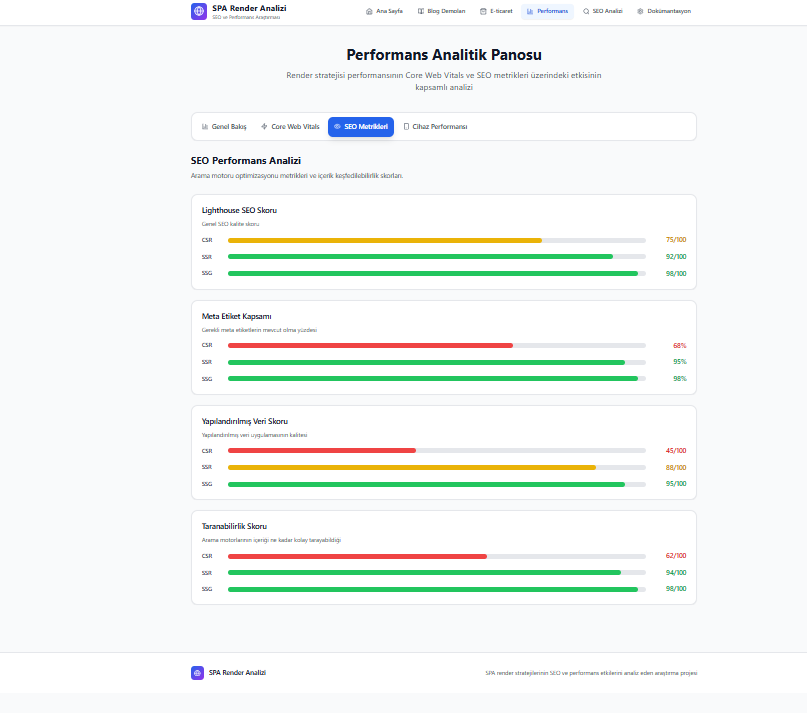 SPA Render Analizi
SEO ve Performans Araştırması
Ana Sayfa
Blog Demoları
E-ticaret
Performans
SEO Analizi
Dokümantasyon
Performans Analitik Panosu
Render stratejisi performansının Core Web Vitals ve SEO metrikleri üzerindeki etkisinin
kapsamlı analizi
Genel Bakış
Core Web Vitals
SEO Metrikleri
Cihaz Performansı
SEO Performans Analizi
Arama motoru optimizasyonu metrikleri ve içerik keşfedilebilirlik skorları.
Lighthouse SEO Skoru
Genel SEO kalite skoru
CSR 75/100
SSR 92/100
SSG 98/100
Meta Etiket Kapsamı
Gerekli meta etiketlerin mevcut olma yüzdesi
CSR 68%
SSR 95%
SSG 98%
Yapılandırılmış Veri Skoru
Yapılandırılmış veri uygulamasının kalitesi
CSR 45/100
SSR 88/100
SSG 95/100
Taranabilirlik Skoru
Arama motorlarının içeriği ne kadar kolay tarayabildiği
CSR 62/100
SSR 94/100
SSG 98/100
SPA Render Analizi
SPA render stratejilerinin SEO ve performans etkilerini analiz eden araştırma projesi